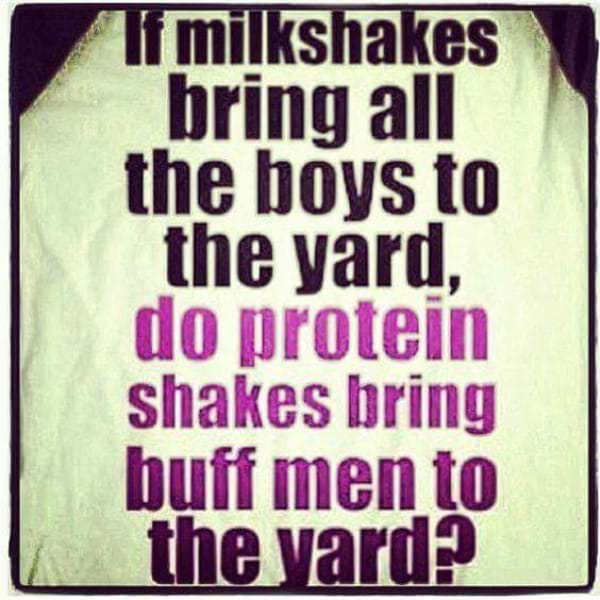 If milkshakes
bring all
the boys to
the yard,
do protein
shakes bring
buff men to
the yard?